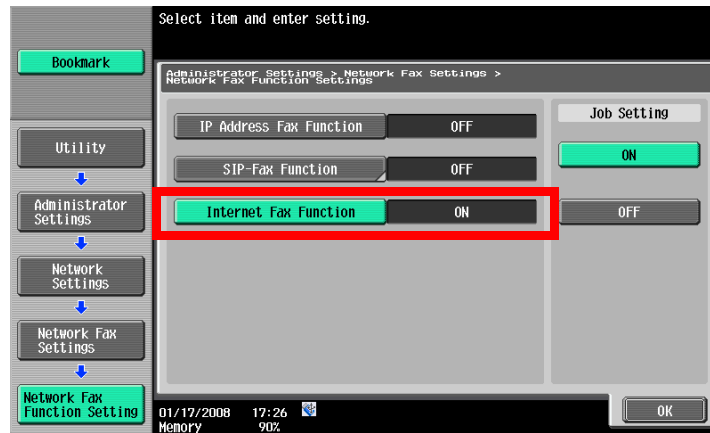 Select item and enter setting.
Bookmark
Administrator Settings > Network Fax Settings >
Network Fax Function Settings
Utility
Administrator
Settings
Network
Settings
Network Fax
Settings
Network Fax
Function Setting
IP Address Fax Function OFF
SIP-Fax Function OFF
Internet Fax Function ON
Job Setting
ON
OFF
01/17/2008 17:26
Memory 90%
OK